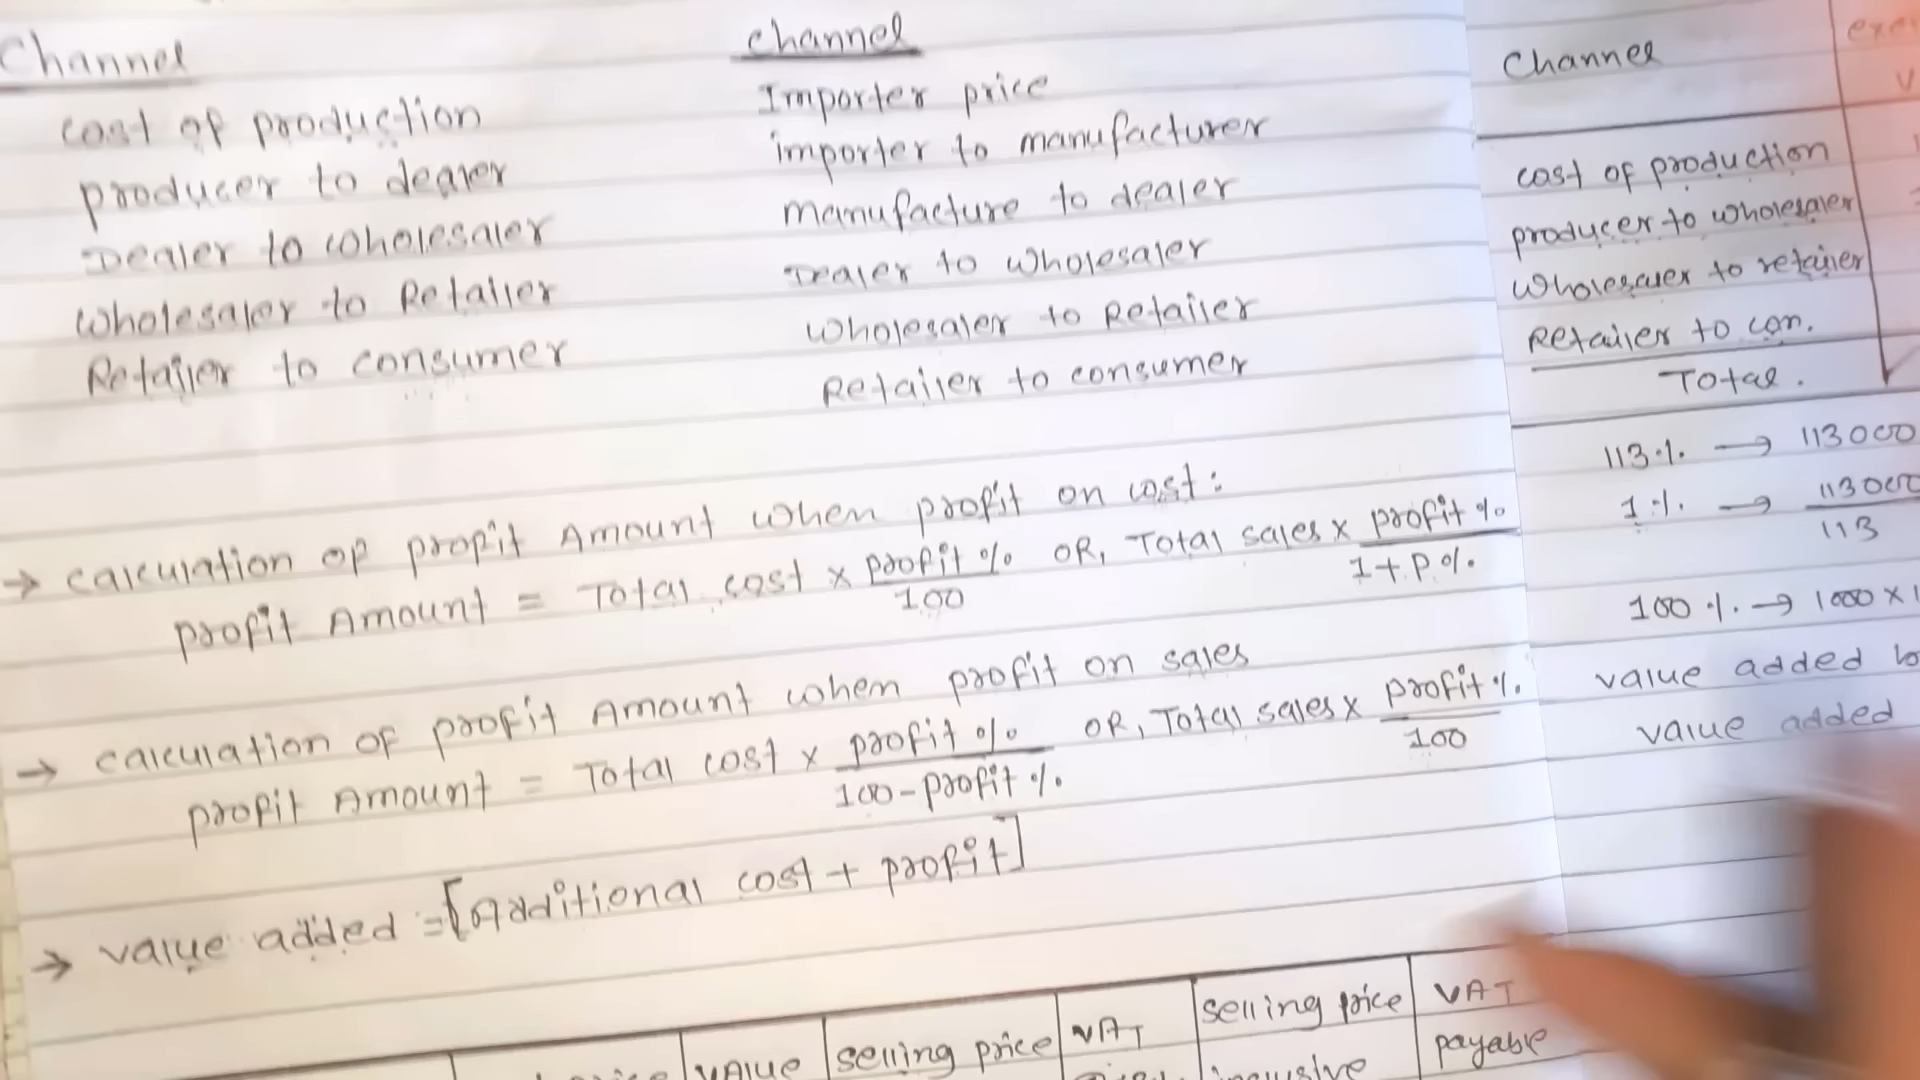 Channel
cost of production
producer to dealer
Dealer to wholesaler
Wholesaler to Retailer
Retailer to consumer
channel
Importer price
importer to manufacturer
manufacture to dealer
Dealer to wholesaler
wholesaler to Retailer
Retailer to consumer
Channel
cost of production
producer to wholesaler
wholesaler to retailer
Retailer to con.
Total.
113% → 113000
1% → 113000
113
100% → 1000 x 1
value added
value added
→ calculation of profit Amount when profit on cost:
profit Amount = Total cost x profit % OR, Total sales x profit %
100 1+P%
→ calculation of profit Amount when profit on sales
profit Amount = Total cost x profit % OR, Total sales x profit %
100-profit % 100
→ value added = [Additional cost + profit]
value selling price VAT selling price VAT
inclusive payable